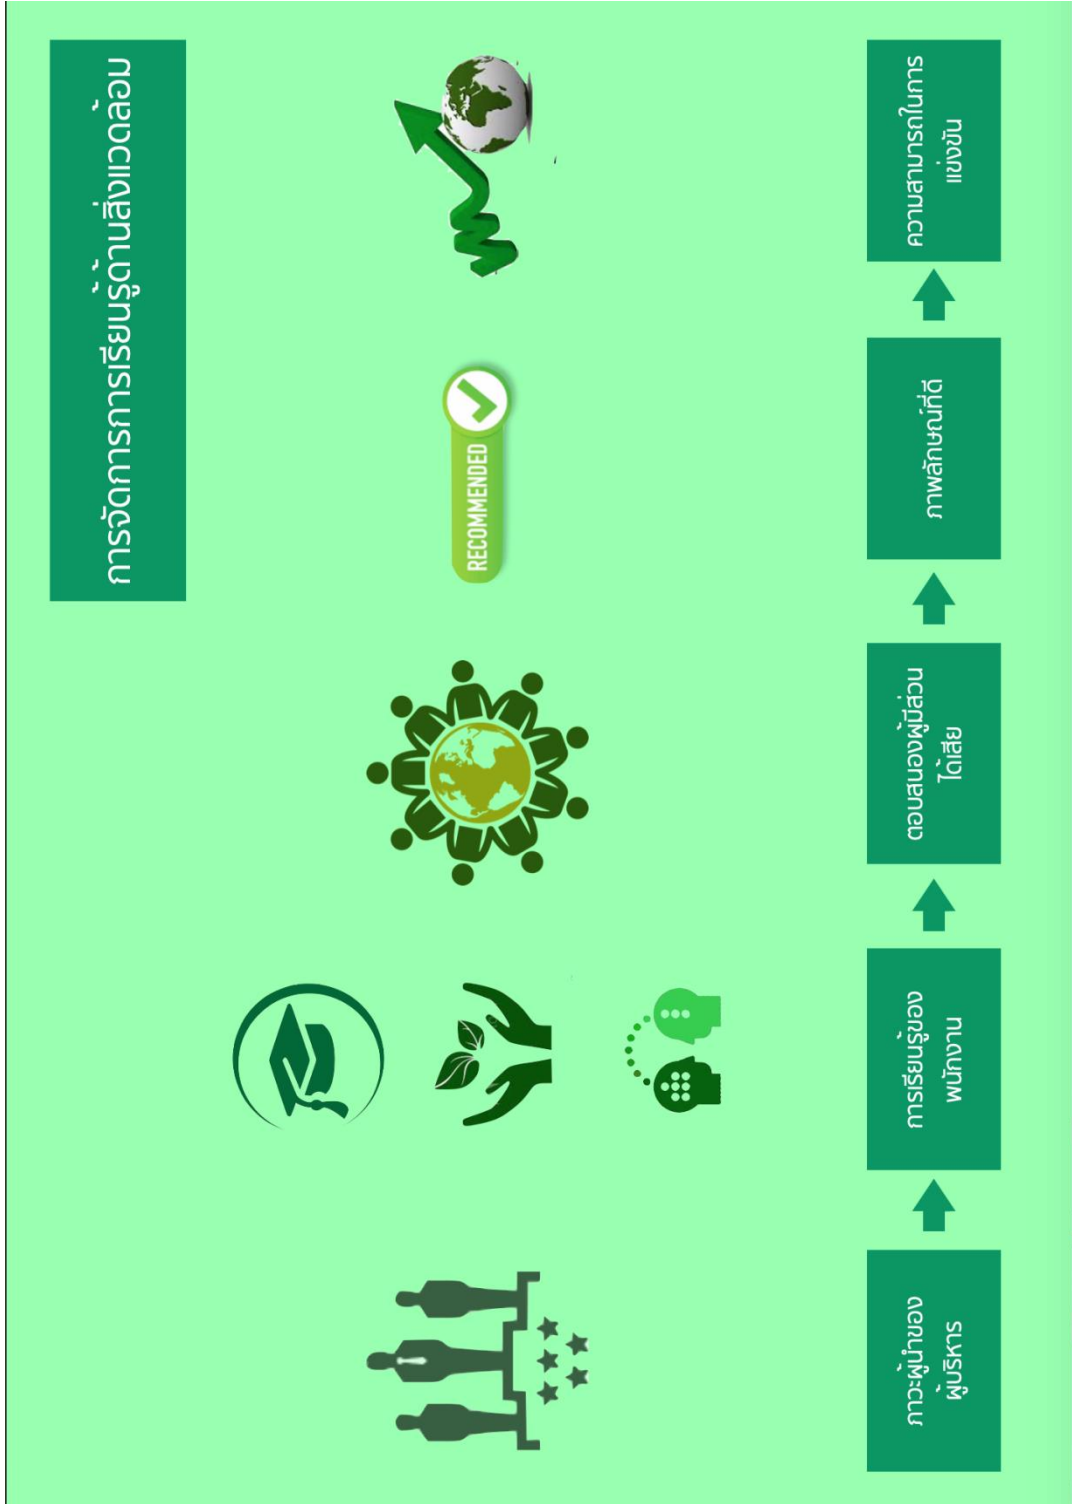 การจัดการการเรียนรู้ด้านสิ่งแวดล้อม
RECOMMENDED
ภาวะผู้นำของ
ผู้บริหาร
การเรียนรู้ของ
พนักงาน
ตอบสนองผู้มีส่วน
ได้เสีย
ภาพลักษณ์ที่ดี
ความสามารถในการ
แข่งขัน